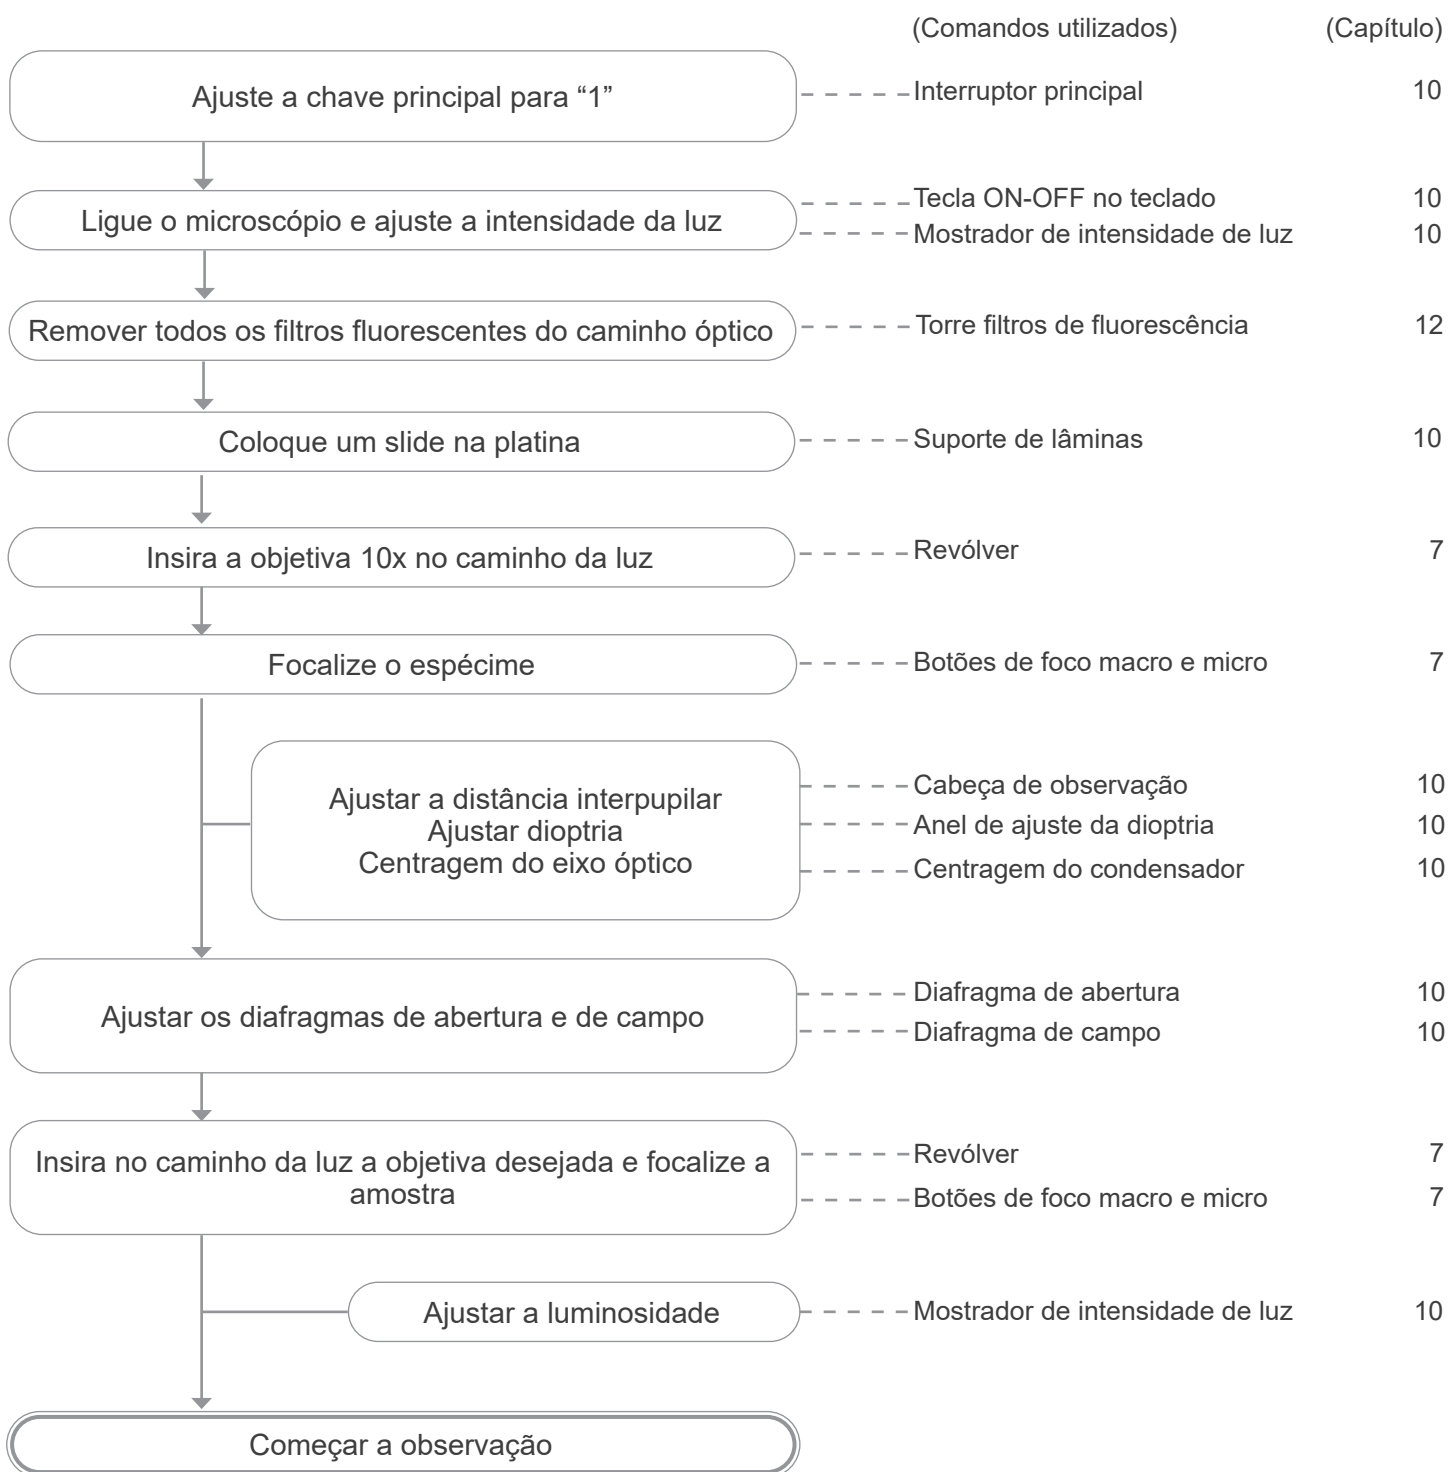 (Comandos utilizados) (Capítulo)
Ajuste a chave principal para “1” Interruptor principal 10
Ligue o microscópio e ajuste a intensidade da luz
Tecla ON-OFF no teclado 10
Mostrador de intensidade de luz 10
Remover todos os filtros fluorescentes do caminho óptico Torre filtros de fluorescência 12
Coloque um slide na platina Suporte de lâminas 10
Insira a objetiva 10x no caminho da luz Revólver 7
Focalize o espécime Botões de foco macro e micro 7
Ajustar a distância interpupilar Cabeça de observação 10
Ajustar dioptria Anel de ajuste da dioptria 10
Centragem do eixo óptico Centragem do condensador 10
Ajustar os diafragmas de abertura e de campo
Diafragma de abertura 10
Diafragma de campo 10
Insira no caminho da luz a objetiva desejada e focalize a
amostra
Revólver 7
Botões de foco macro e micro 7
Ajustar a luminosidade Mostrador de intensidade de luz 10
Começar a observação